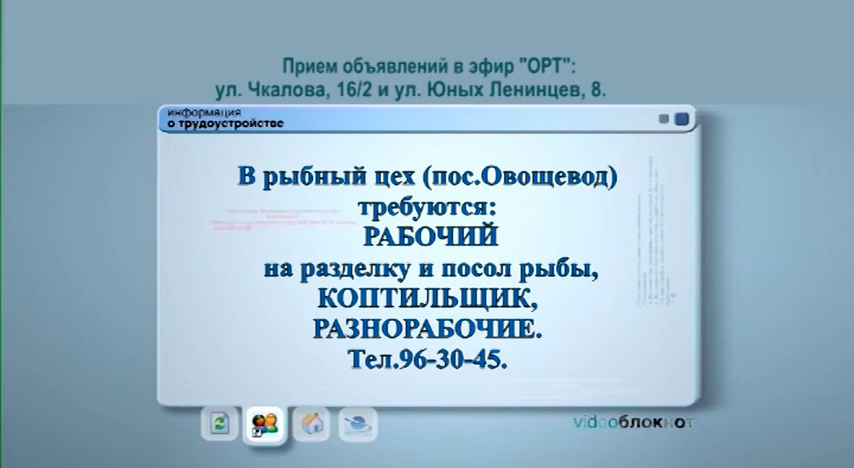 Прием объявлений в эфир "ОРТ":
ул. Чкалова, 16/2 и ул. Юных Ленинцев, 8.
информация
о трудоустройстве
В рыбный цех (пос.Овощевод)
требуются:
РАБОЧИЙ
на разделку и посол рыбы,
КОПТИЛЬЩИК,
РАЗНОРАБОЧИЕ.
Тел.96-30-45.
videoблокнот